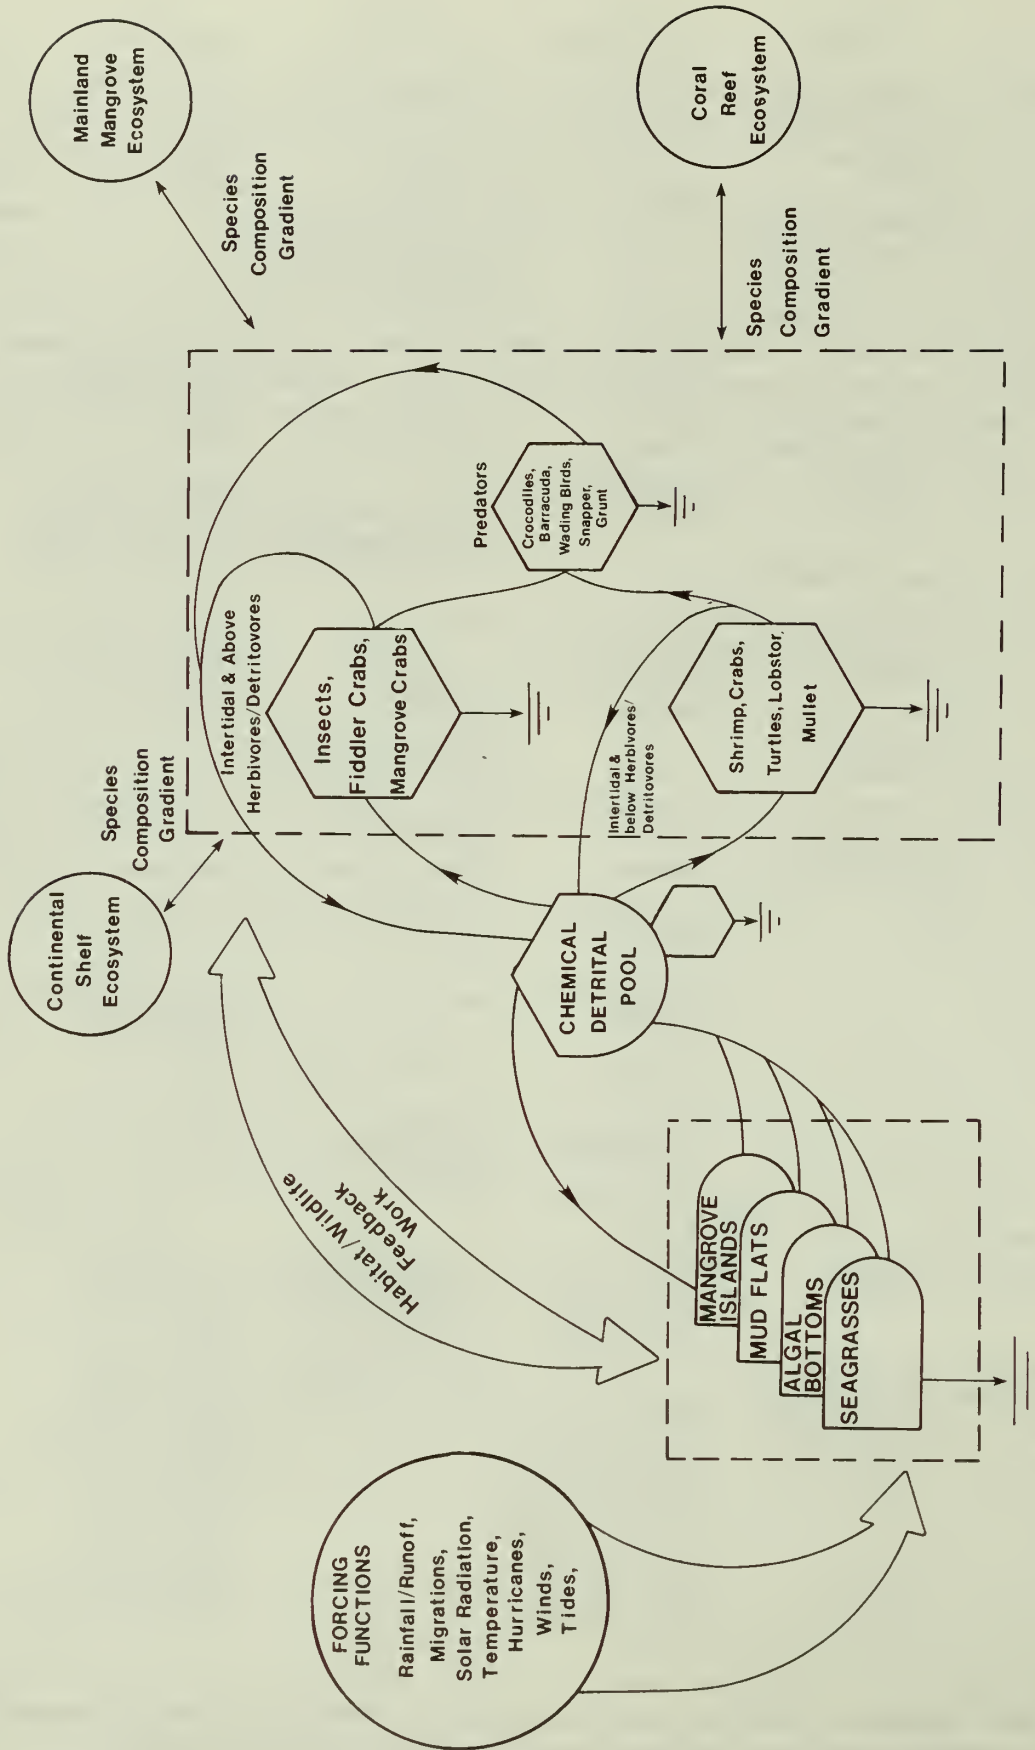 FORCING
FUNCTIONS
Rainfall/Runoff,
Migrations,
Solar Radiation,
Temperature,
Hurricanes,
Winds,
Tides,
Habitat/Wildlife
Feedback
Work
MANGROVE
ISLANDS
MUD FLATS
ALGAL
BOTTOMS
SEAGRASSES
CHEMICAL
DETRITAL
POOL
Continental
Shelf
Ecosystem
Species
Composition
Gradient
Intertidal & Above
Herbivores/Detritovores
Insects,
Fiddler Crabs,
Mangrove Crabs
Intertidal &
below Herbivores/
Detritovores
Shrimp, Crabs,
Turtles, Lobstor,
Mullet
Predators
Crocodiles,
Barracuda,
Wading Birds,
Snapper,
Grunt
Mainland
Mangrove
Ecosystem
Species
Composition
Gradient
Coral
Reef
Ecosystem
Species
Composition
Gradient